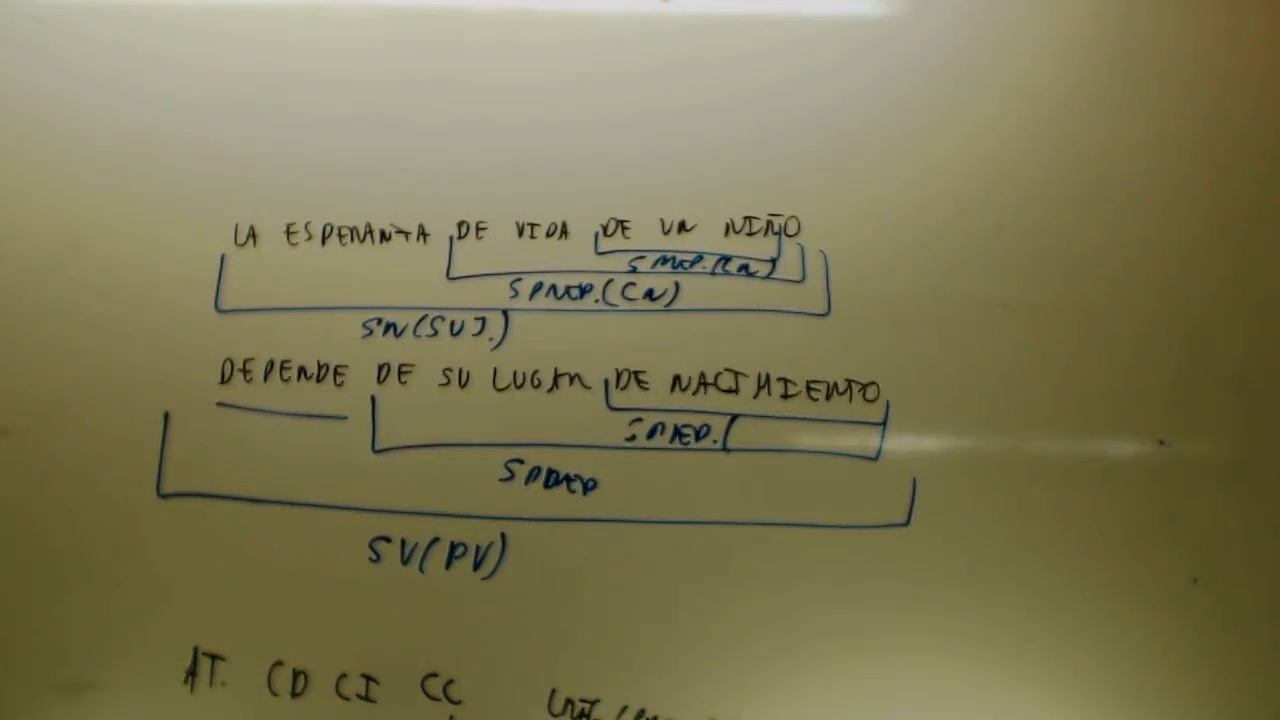 LA ESPERANZA DE VIDA DE UN NIÑO
SPREP.(CN)
SPREP.(CN)
SN(SUJ.)
DEPENDE DE SU LUGAR DE NACIMIENTO
SPREP.(
SPREP
SV(PV)
AT. CD CI CC